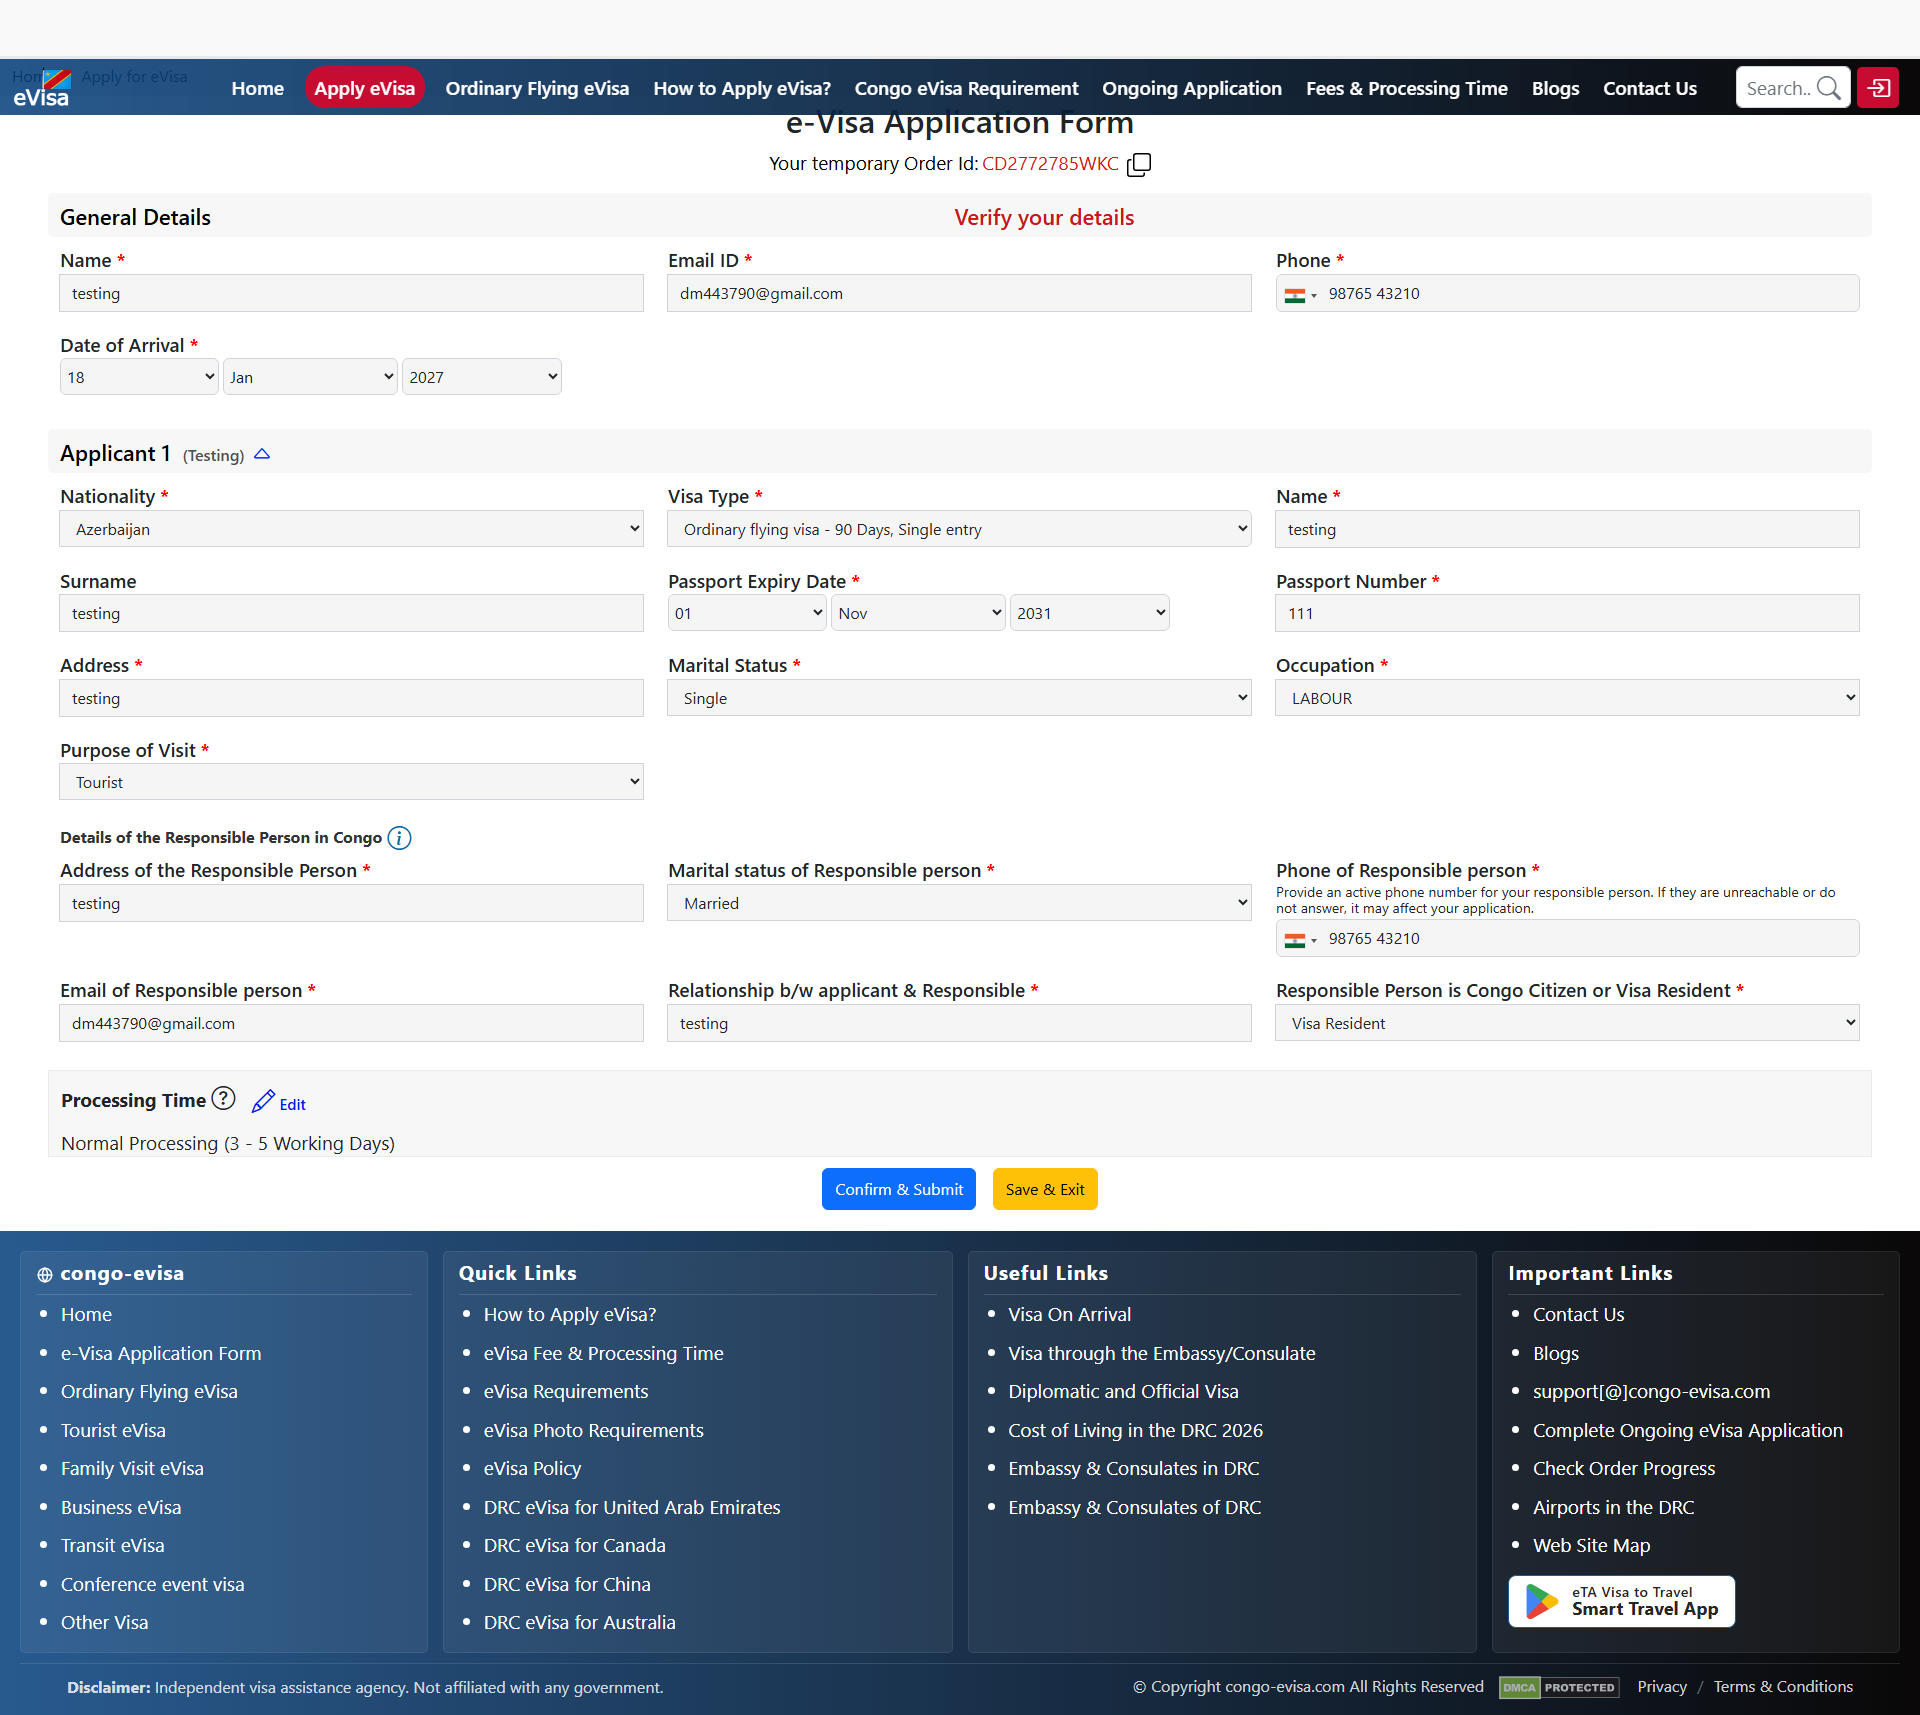 Home Apply for eVisa
eVisa
Home Apply eVisa Ordinary Flying eVisa How to Apply eVisa? Congo eVisa Requirement Ongoing Application Fees & Processing Time Blogs Contact Us Search..
e-Visa Application Form
Your temporary Order Id: CD2772785WKC
General Details Verify your details
Name * Email ID * Phone *
testing dm443790@gmail.com 98765 43210
Date of Arrival *
18 Jan 2027
Applicant 1 (Testing)
Nationality * Visa Type * Name *
Azerbaijan Ordinary flying visa - 90 Days, Single entry testing
Surname Passport Expiry Date * Passport Number *
testing 01 Nov 2031 111
Address * Marital Status * Occupation *
testing Single LABOUR
Purpose of Visit *
Tourist
Details of the Responsible Person in Congo i
Address of the Responsible Person * Marital status of Responsible person * Phone of Responsible person *
Provide an active phone number for your responsible person. If they are unreachable or do
not answer, it may affect your application.
testing Married 98765 43210
Email of Responsible person * Relationship b/w applicant & Responsible * Responsible Person is Congo Citizen or Visa Resident *
dm443790@gmail.com testing Visa Resident
Processing Time ? Edit
Normal Processing (3 - 5 Working Days)
Confirm & Submit Save & Exit
congo-evisa
Home
e-Visa Application Form
Ordinary Flying eVisa
Tourist eVisa
Family Visit eVisa
Business eVisa
Transit eVisa
Conference event visa
Other Visa
Quick Links
How to Apply eVisa?
eVisa Fee & Processing Time
eVisa Requirements
eVisa Photo Requirements
eVisa Policy
DRC eVisa for United Arab Emirates
DRC eVisa for Canada
DRC eVisa for China
DRC eVisa for Australia
Useful Links
Visa On Arrival
Visa through the Embassy/Consulate
Diplomatic and Official Visa
Cost of Living in the DRC 2026
Embassy & Consulates in DRC
Embassy & Consulates of DRC
Important Links
Contact Us
Blogs
support[@]congo-evisa.com
Complete Ongoing eVisa Application
Check Order Progress
Airports in the DRC
Web Site Map
eTA Visa to Travel
Smart Travel App
Disclaimer: Independent visa assistance agency. Not affiliated with any government.
© Copyright congo-evisa.com All Rights Reserved DMCA PROTECTED Privacy / Terms & Conditions